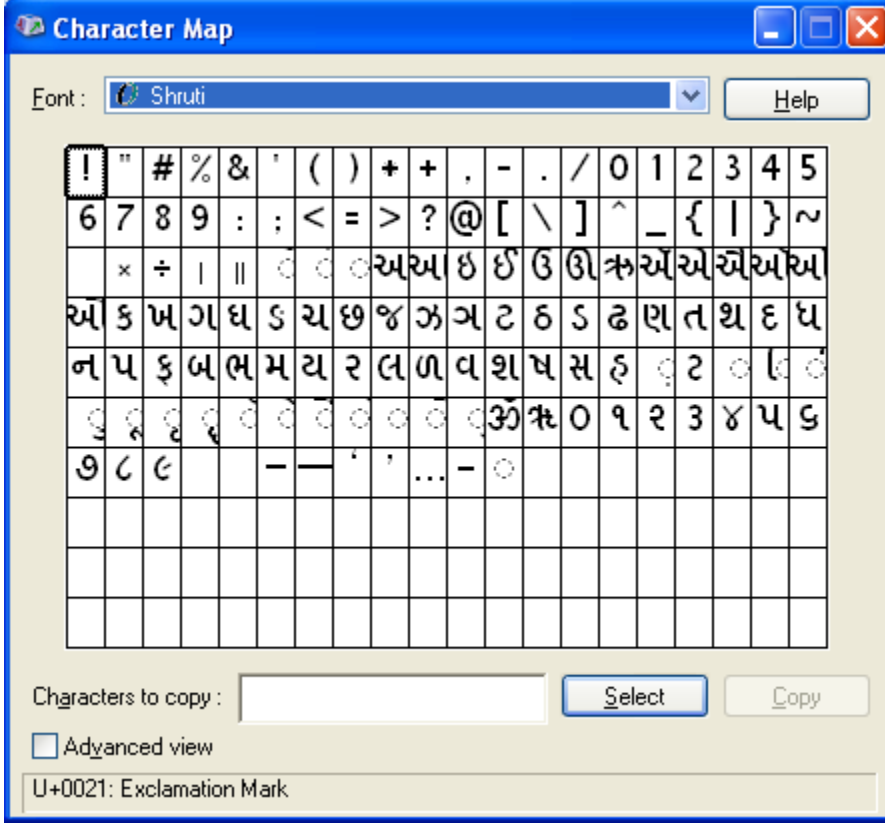 Character Map
Font : Shruti Help
! " # % & ' ( ) + + , - . / 0 1 2 3 4 5
6 7 8 9 : ; < = > ? @ [ \ ] ^ _ { | } ~
× ÷ । ॥ ઁ ં ઃ અ આ ઇ ઈ ઉ ઊ ઋ ઍ એ ઐ ઑ ઓ
ઔ ક ખ ગ ઘ ઙ ચ છ જ ઝ ઞ ટ ઠ ડ ઢ ણ ત થ દ ધ
ન પ ફ બ ભ મ ય ર લ ળ વ શ ષ સ હ ઼ ઽ ા િ ી
ુ ૂ ૃ ૄ ૅ ે ૈ ૉ ો ૌ ્ ૐ ૠ ૦ ૧ ૨ ૩ ૪ ૫ ૬
૭ ૮ ૯ – — ‘ ’ … − ◌
Characters to copy : Select Copy
Advanced view
U+0021: Exclamation Mark